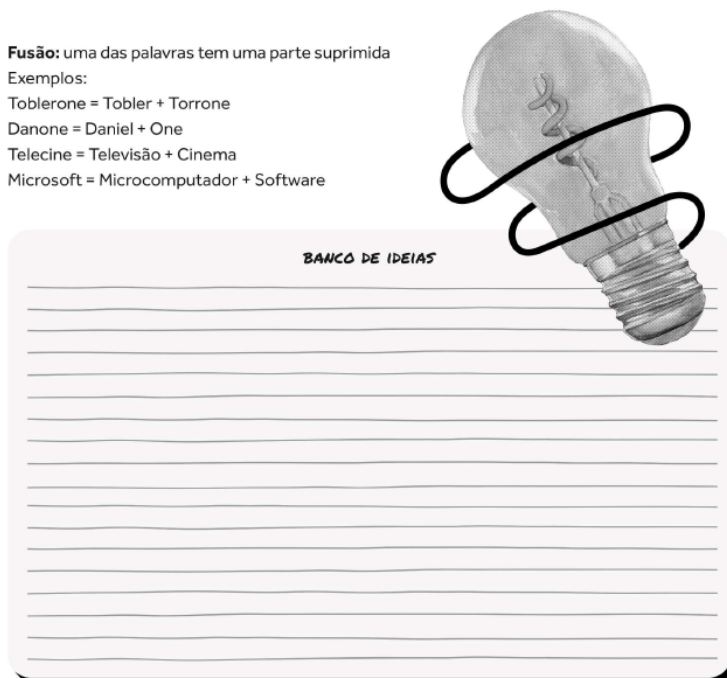 Fusão: uma das palavras tem uma parte suprimida
Exemplos:
Toblerone = Tobler + Torrone
Danone = Daniel + One
Telecine = Televisão + Cinema
Microsoft = Microcomputador + Software
BANCO DE IDEIAS